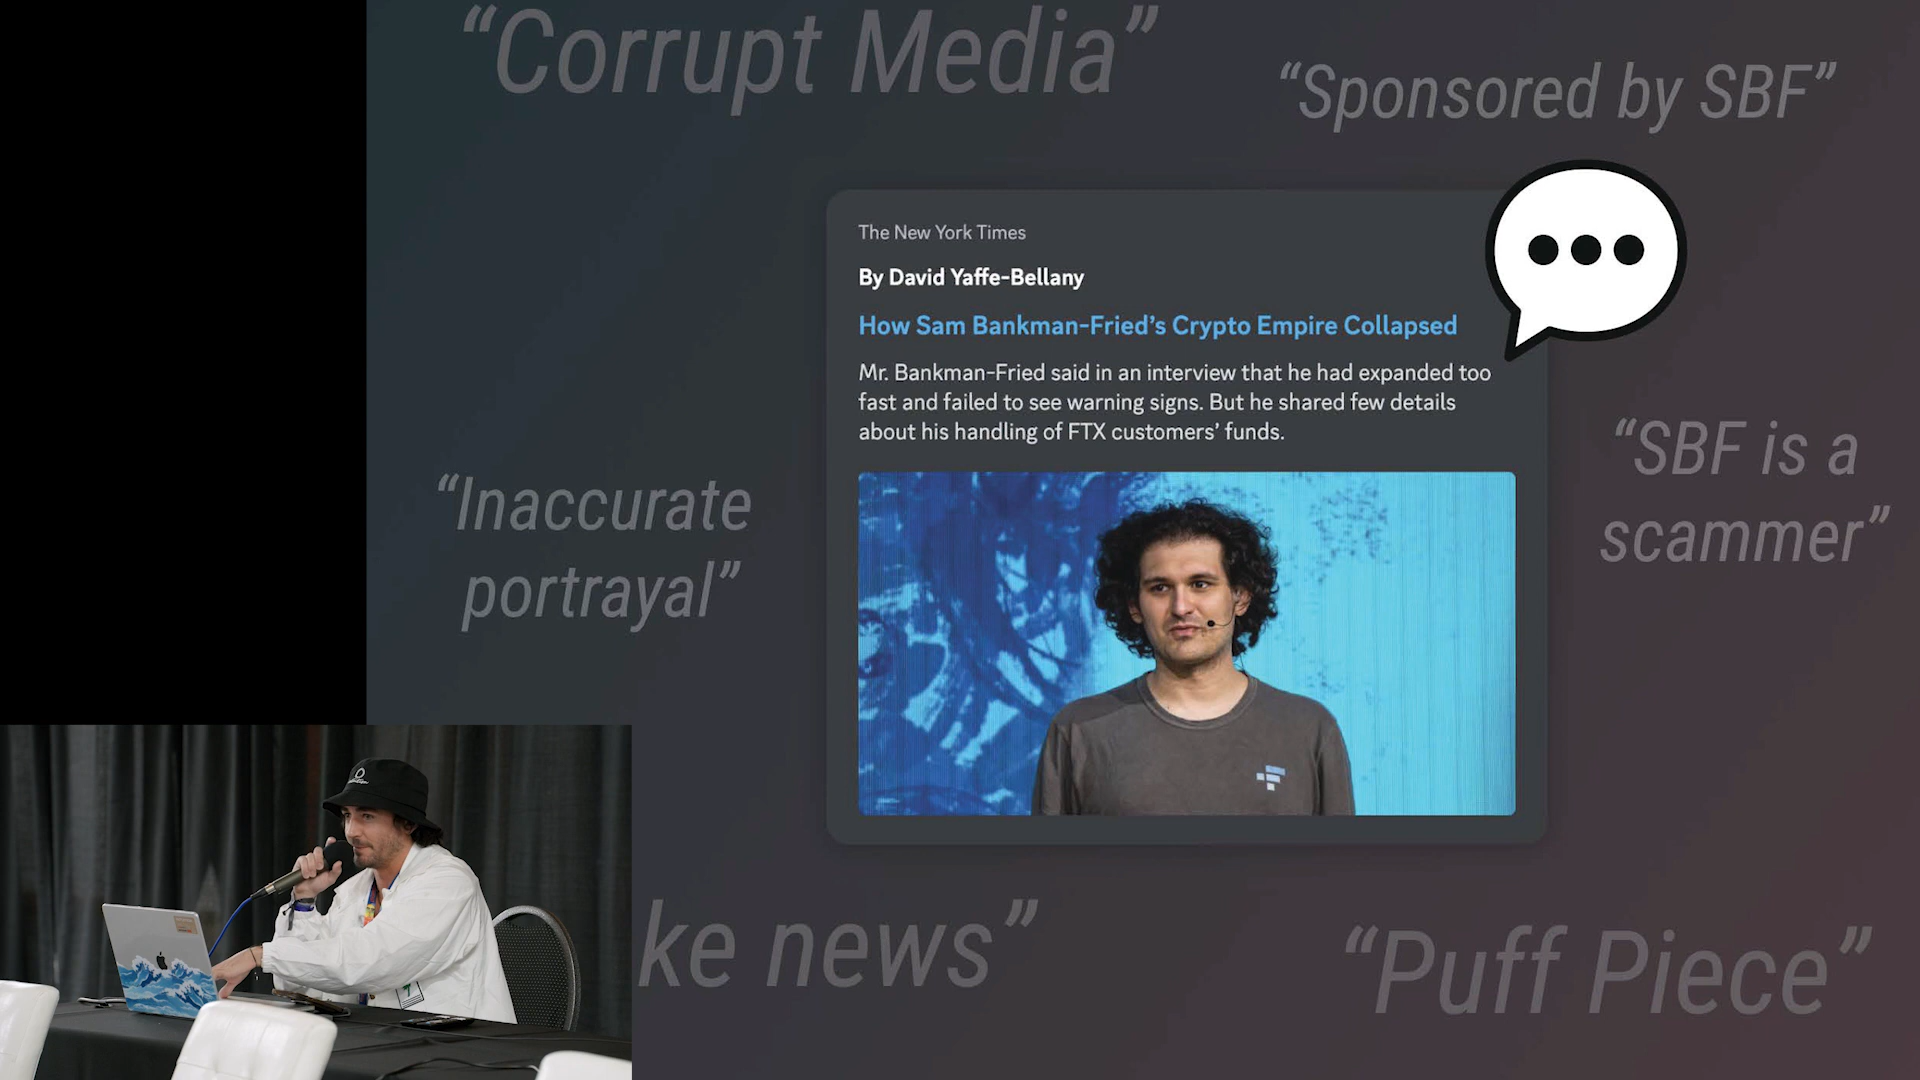 “Corrupt Media”
“Sponsored by SBF”
The New York Times
By David Yaffe-Bellany
How Sam Bankman-Fried’s Crypto Empire Collapsed
Mr. Bankman-Fried said in an interview that he had expanded too
fast and failed to see warning signs. But he shared few details
about his handling of FTX customers’ funds.
“Inaccurate
portrayal”
“SBF is a
scammer”
ke news”
“Puff Piece”